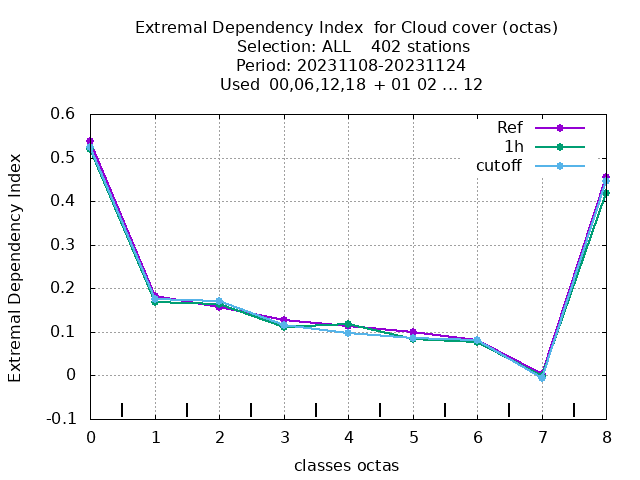 Extremal Dependency Index  for Cloud cover (octas)
Selection: ALL    402 stations
Period: 20231108-20231124
Used  00,06,12,18  + 01 02 ... 12
Ref
1h
cutoff
Extremal Dependency Index
0.6
0.5
0.4
0.3
0.2
0.1
0
-0.1
0 1 2 3 4 5 6 7 8
classes octas